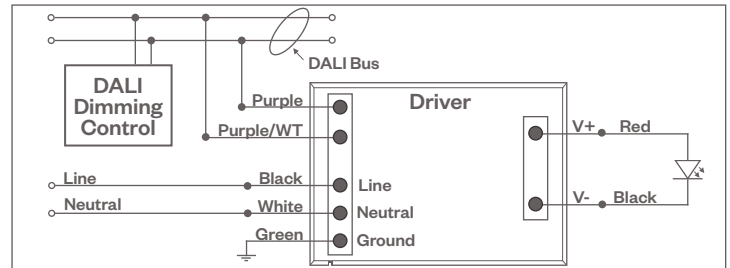 DALI Bus
DALI
Dimming
Control
Driver
Purple
Purple/WT
V+ Red
Line Black Line
V- Black
Neutral White Neutral
Green Ground